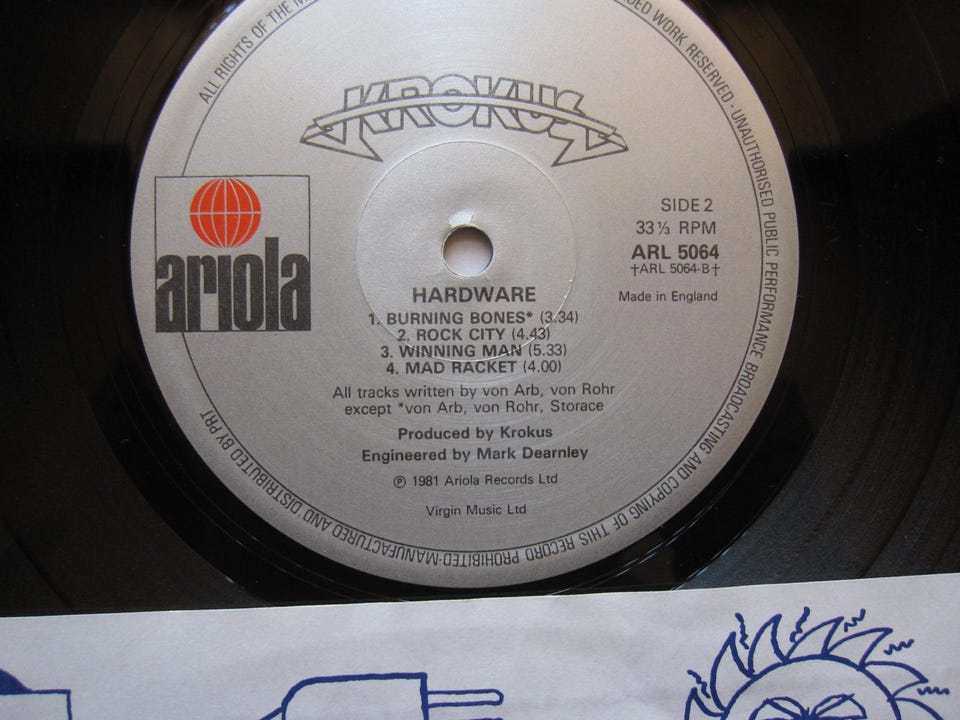 ALL RIGHTS OF THE
DED WORK RESERVED · UNAUTHORISED PUBLIC PERFORMANCE BROADCASTING AND COPYING OF THIS RECORD PROHIBITED·MANUFACTURED AND DISTRIBUTED BY PRT
KROKUS
ariola
SIDE 2
33⅓ RPM
ARL 5064
†ARL 5064-B†
Made in England
HARDWARE
1. BURNING BONES* (3.34)
2. ROCK CITY (4.43)
3. WINNING MAN (5.33)
4. MAD RACKET (4.00)
All tracks written by von Arb, von Rohr
except *von Arb, von Rohr, Storace
Produced by Krokus
Engineered by Mark Dearnley
℗ 1981 Ariola Records Ltd
Virgin Music Ltd